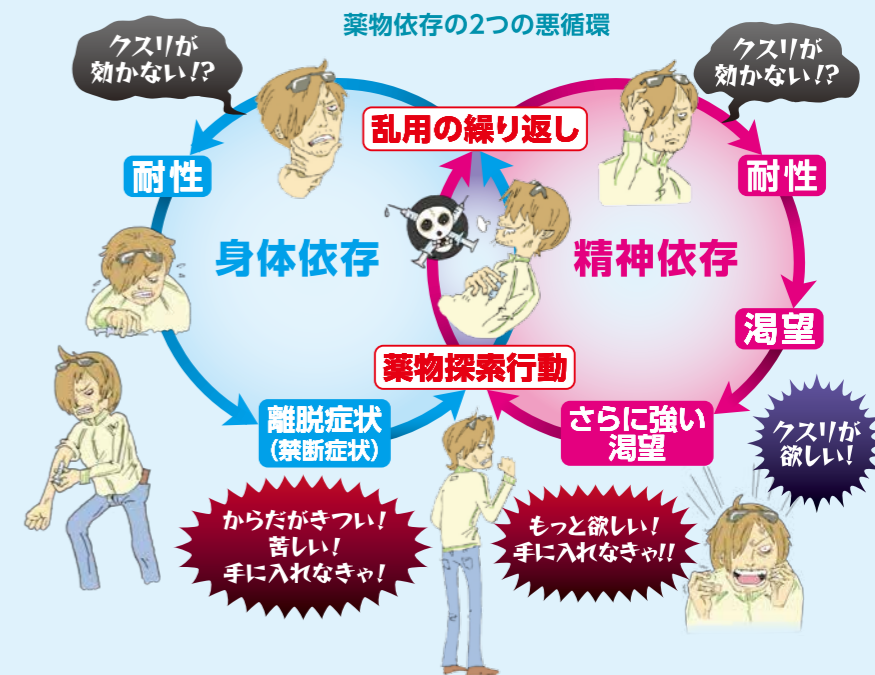 薬物依存の2つの悪循環
クスリが
効かない!?
クスリが
効かない!?
乱用の繰り返し
耐性
耐性
身体依存
精神依存
渇望
薬物探索行動
離脱症状
(禁断症状)
さらに強い
渇望
クスリが
欲しい!
からだがきつい!
苦しい!
手に入れなきゃ!
もっと欲しい!
手に入れなきゃ!!